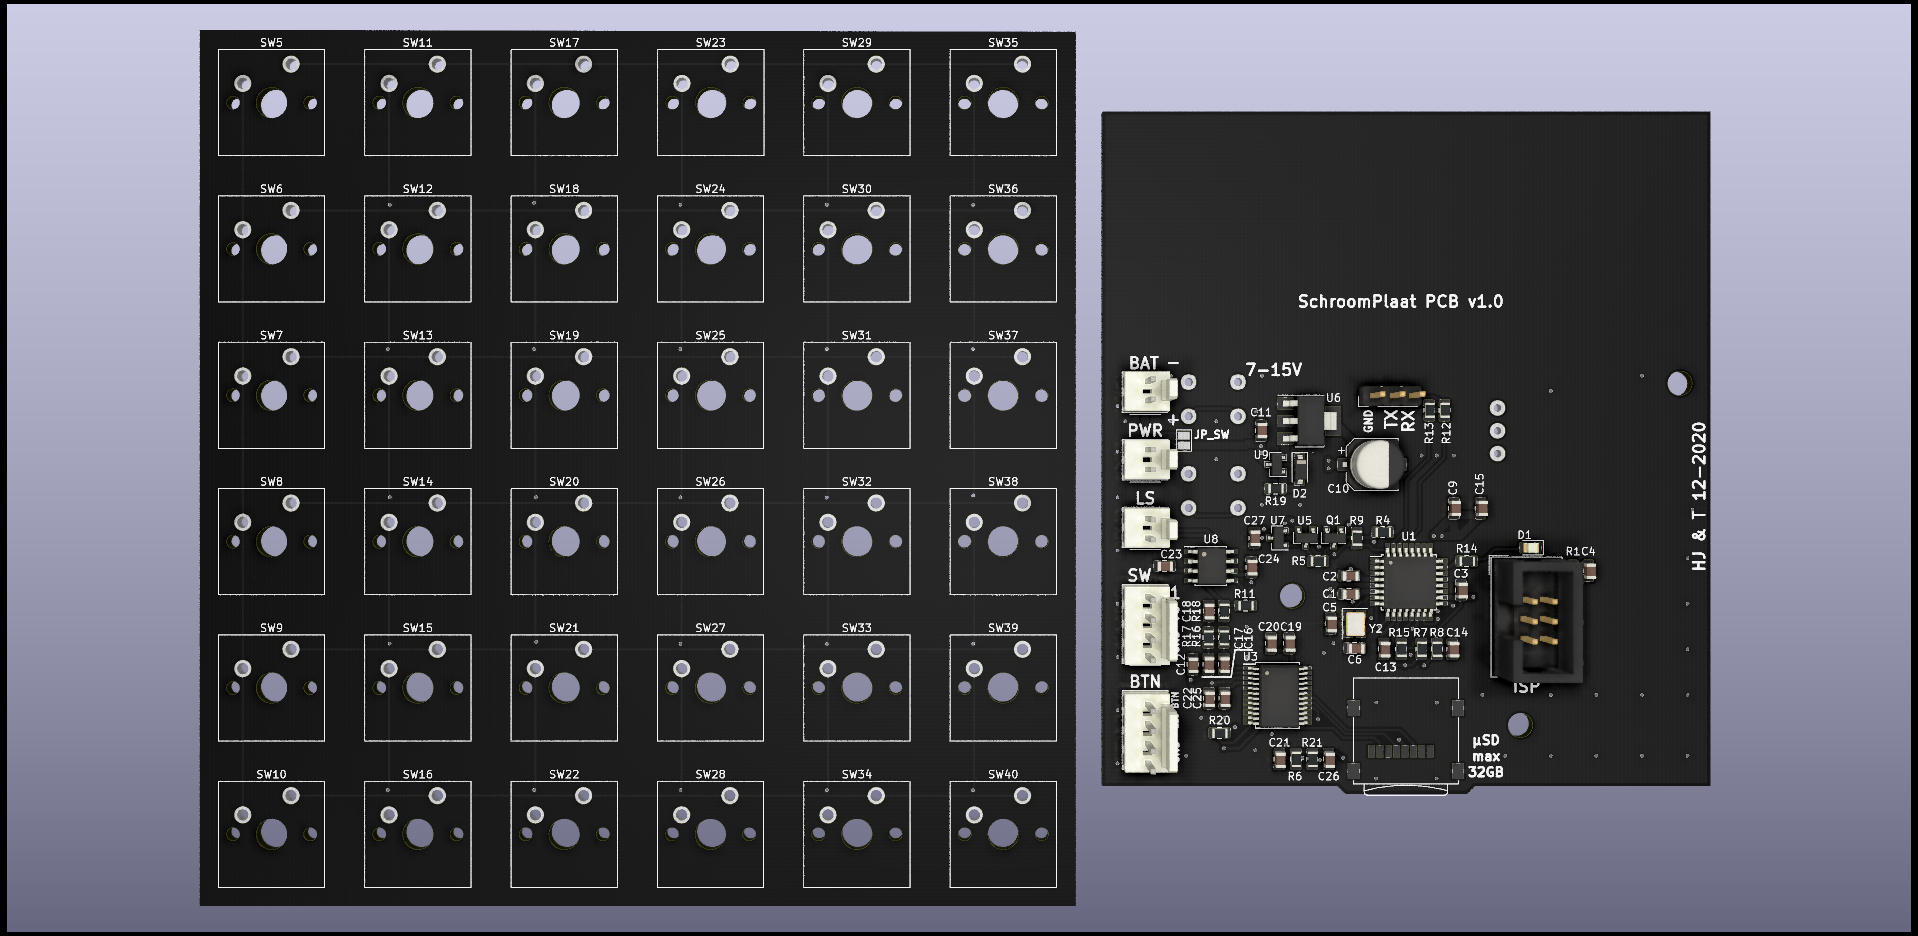 SW5 SW11 SW17 SW23 SW29 SW35
SW6 SW12 SW18 SW24 SW30 SW36
SW7 SW13 SW19 SW25 SW31 SW37
SW8 SW14 SW20 SW26 SW32 SW38
SW9 SW15 SW21 SW27 SW33 SW39
SW10 SW16 SW22 SW28 SW34 SW40
SchroomPlaat PCB v1.0
BAT -
7-15V
+
PWR
JP_SW
C11
U6
GND
TX
RX
R13
R12
U9
+
R19
D2
C10
LS
C9
C15
HJ & T 12-2020
C27 U7 U5 Q1 R9 R4
U8
U1
D1
C23
C24
R5
R14
R1C4
C2
C3
SW
1
C1
R11
C5
C18
R18
R17
R16
C17
C16
C20C19
Y2
R15 R7 R8 C14
C12
U3
C6
C13
ISP
BTN
BTN
C22
C25
R20
C21 R21
R6 C26
µSD
max
32GB